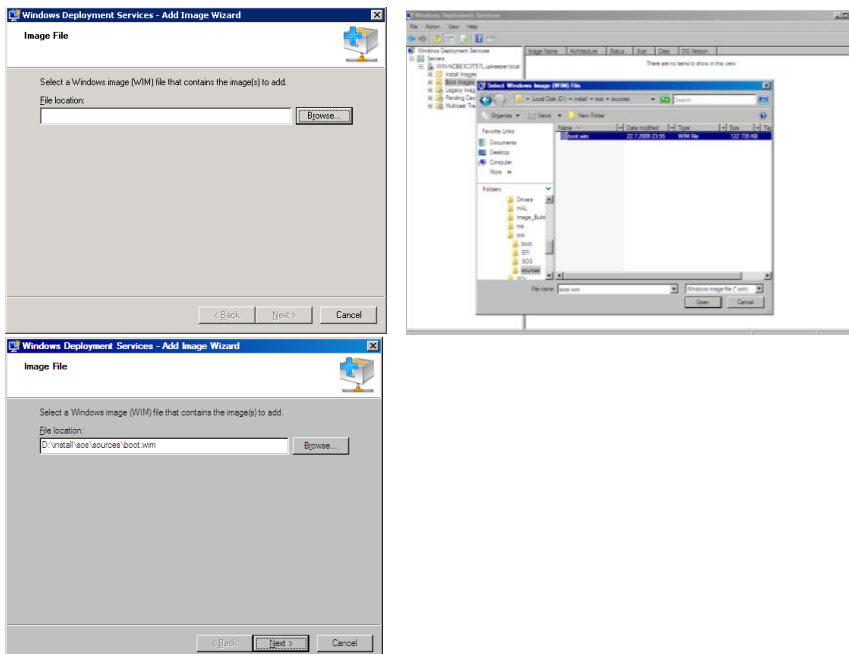 Windows Deployment Services - Add Image Wizard
Image File
Select a Windows image (WIM) file that contains the image(s) to add.
File location:
Browse...
< Back
Next >
Cancel
Windows Deployment Services
File Action View Help
Windows Deployment Services
Servers
Install Images
Boot Images
Image Name Architecture Status Size Date OS Version
There are no items to show in this view.
Select Windows Image (WIM) File
Local Disk (D:) install sos sources
Search
Organize Views New Folder
Favorite Links
Documents
Desktop
Computer
More
Folders
Drivers
HAL
Image_Build
sos
boot
EFI
SOS
sources
Name Date modified Type Size
boot.wim 22.7.2009 23:55 WIM File
File name: boot.wim
Windows image file (*.wim)
Open
Cancel
Windows Deployment Services - Add Image Wizard
Image File
Select a Windows image (WIM) file that contains the image(s) to add.
File location:
D:\install\sos\sources\boot.wim
Browse...
< Back
Next >
Cancel